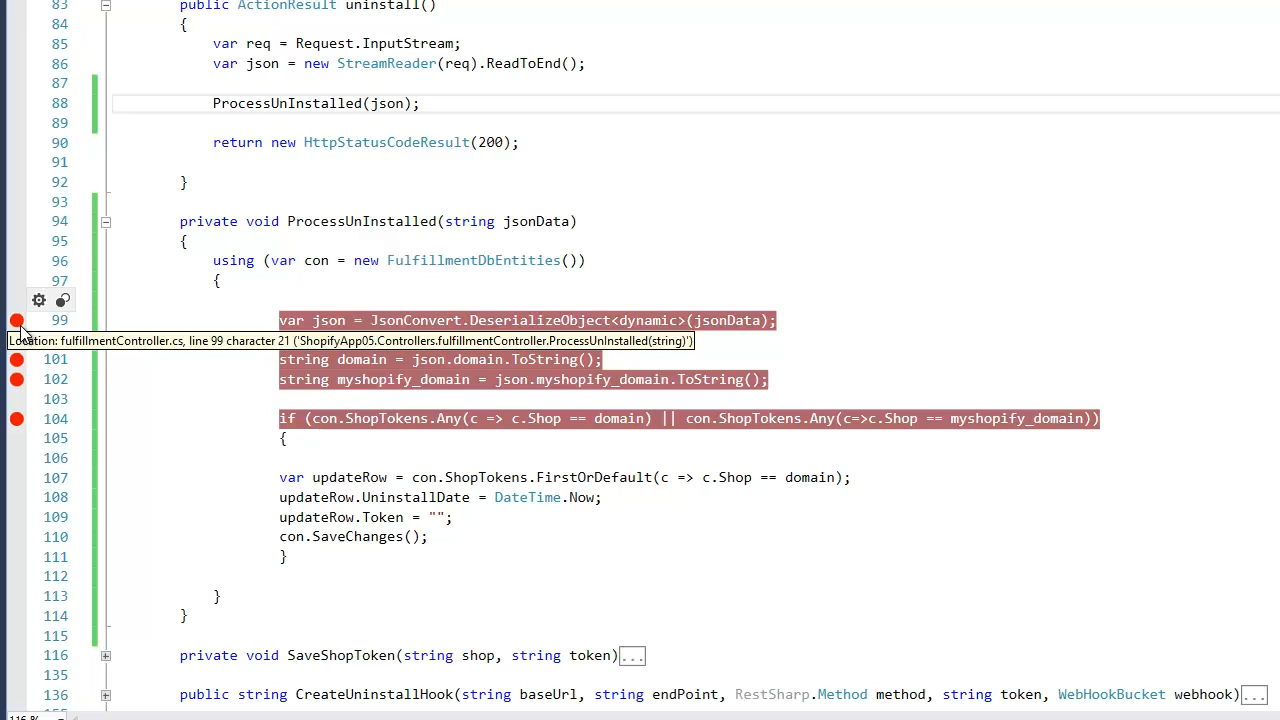 83 public ActionResult uninstall()
84 {
85 var req = Request.InputStream;
86 var json = new StreamReader(req).ReadToEnd();
87
88 ProcessUnInstalled(json);
89
90 return new HttpStatusCodeResult(200);
91
92 }
93
94 private void ProcessUnInstalled(string jsonData)
95 {
96 using (var con = new FulfillmentDbEntities())
97 {
99 var json = JsonConvert.DeserializeObject<dynamic>(jsonData);
Location: fulfillmentController.cs, line 99 character 21 ('ShopifyApp05.Controllers.fulfillmentController.ProcessUnInstalled(string)')
101 string domain = json.domain.ToString();
102 string myshopify_domain = json.myshopify_domain.ToString();
103
104 if (con.ShopTokens.Any(c => c.Shop == domain) || con.ShopTokens.Any(c=>c.Shop == myshopify_domain))
105 {
106
107 var updateRow = con.ShopTokens.FirstOrDefault(c => c.Shop == domain);
108 updateRow.UninstallDate = DateTime.Now;
109 updateRow.Token = "";
110 con.SaveChanges();
111 }
112
113 }
114 }
115
116 private void SaveShopToken(string shop, string token)...
135
136 public string CreateUninstallHook(string baseUrl, string endPoint, RestSharp.Method method, string token, WebHookBucket webhook)...
116 %